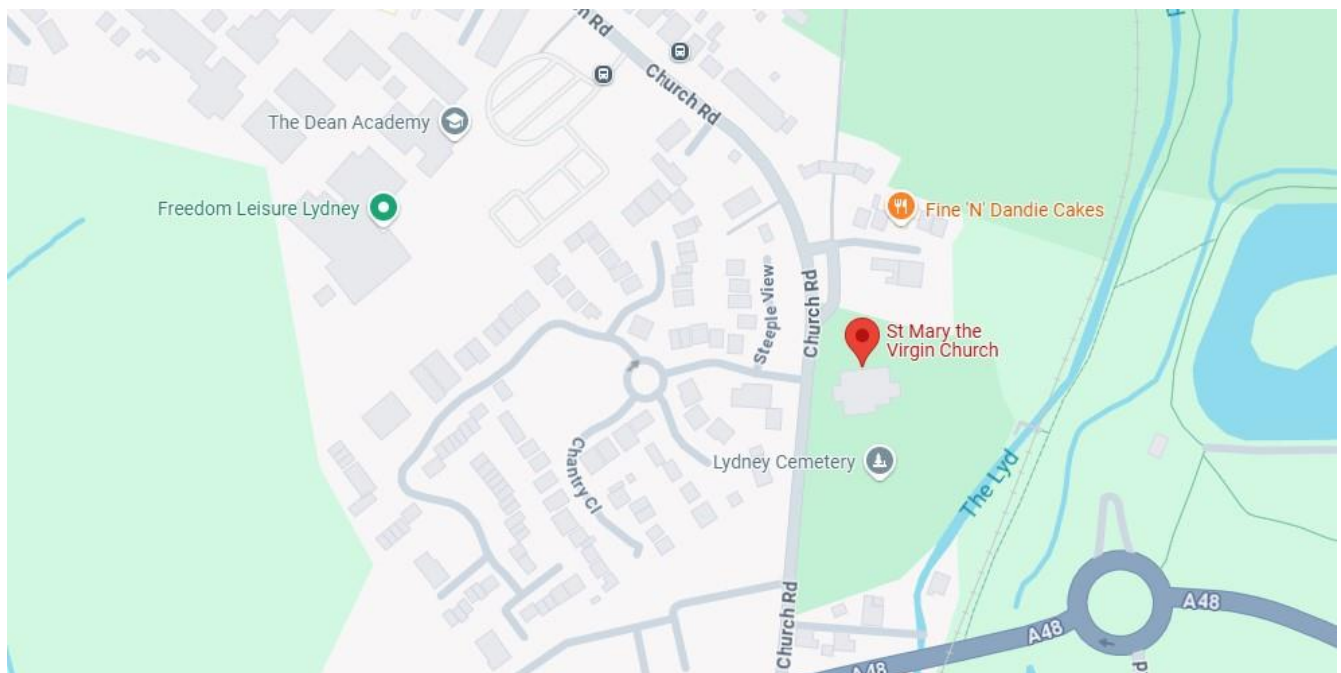 Church Rd
The Dean Academy
Freedom Leisure Lydney
Fine 'N' Dandie Cakes
Steeple View
Church Rd
St Mary the
Virgin Church
Chantry Cl
Lydney Cemetery
The Lyd
Church Rd
A48
A48
A48